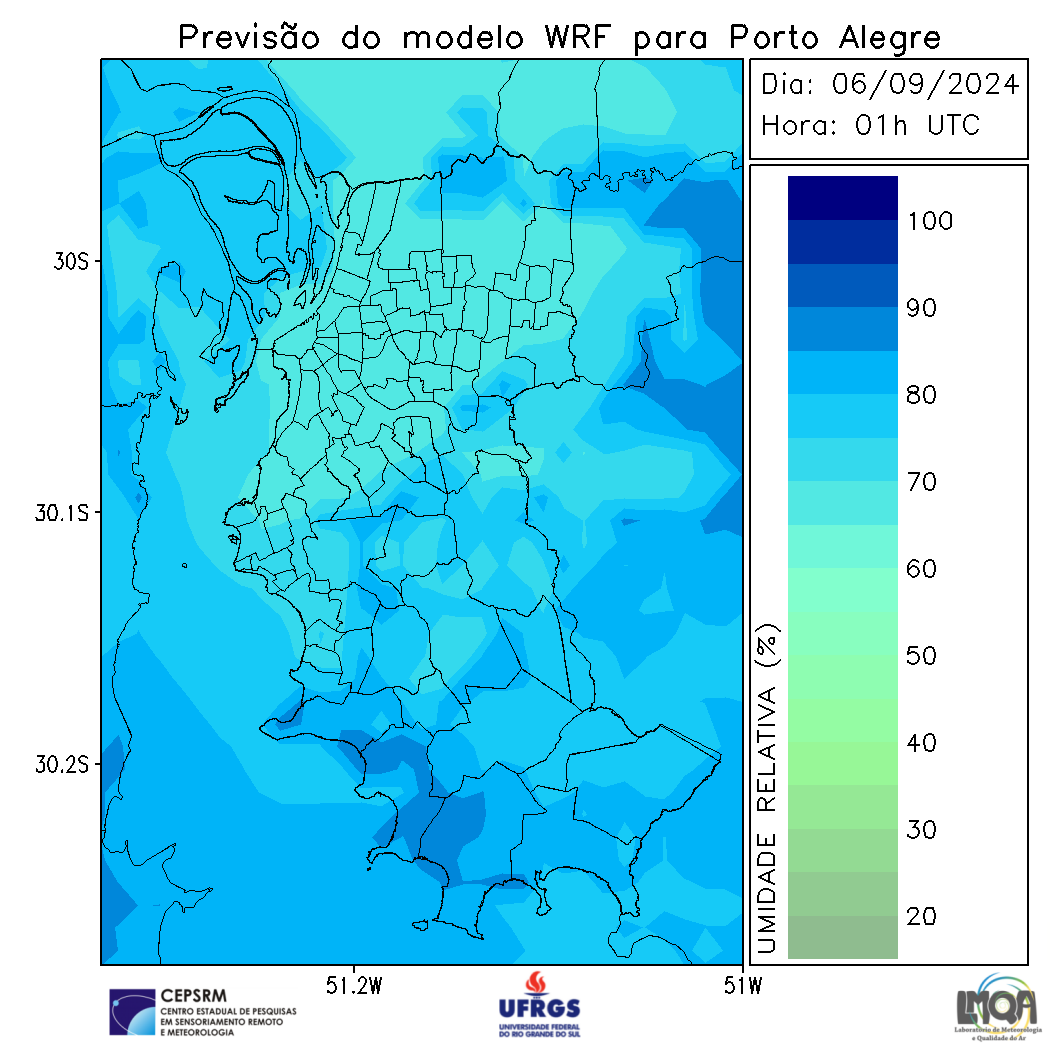 Previsão do modelo WRF para Porto Alegre
Dia: 06/09/2024
Hora: 01h UTC
30S
30.1S
30.2S
51.2W
51W
100
90
80
70
60
50
40
30
20
UMIDADE RELATIVA (%)
CEPSRM
CENTRO ESTADUAL DE PESQUISAS
EM SENSORIAMENTO REMOTO
E METEOROLOGIA
UFRGS
UNIVERSIDADE FEDERAL
DO RIO GRANDE DO SUL
LMQA
Laboratório de Meteorologia
e Qualidade do Ar